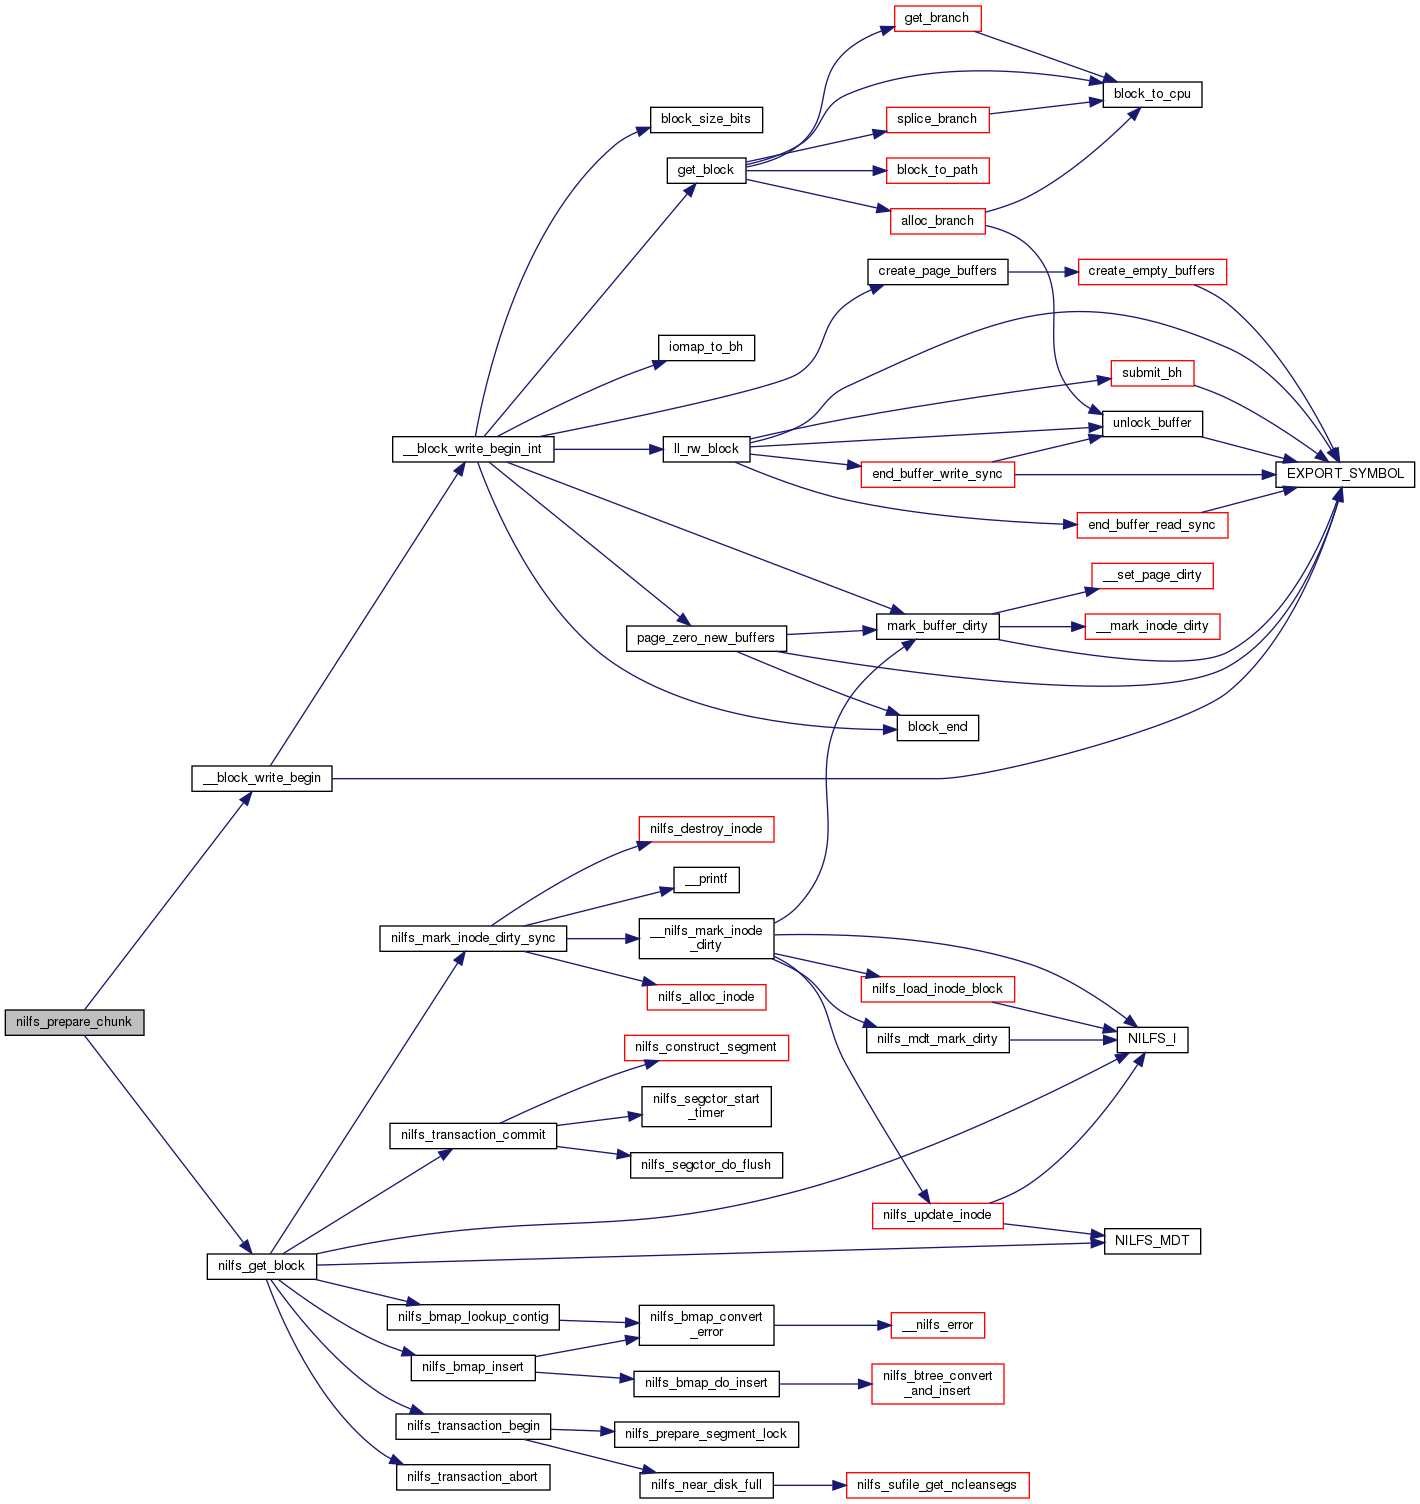 get_branch
block_to_cpu
block_size_bits
splice_branch
get_block
block_to_path
alloc_branch
create_page_buffers
create_empty_buffers
iomap_to_bh
submit_bh
unlock_buffer
__block_write_begin_int
ll_rw_block
end_buffer_write_sync
EXPORT_SYMBOL
end_buffer_read_sync
__set_page_dirty
mark_buffer_dirty
__mark_inode_dirty
page_zero_new_buffers
block_end
__block_write_begin
nilfs_destroy_inode
__printf
nilfs_mark_inode_dirty_sync
__nilfs_mark_inode
_dirty
nilfs_alloc_inode
nilfs_load_inode_block
nilfs_prepare_chunk
nilfs_mdt_mark_dirty
NILFS_I
nilfs_construct_segment
nilfs_segctor_start
_timer
nilfs_transaction_commit
nilfs_segctor_do_flush
nilfs_update_inode
NILFS_MDT
nilfs_get_block
nilfs_bmap_lookup_contig
nilfs_bmap_convert
_error
__nilfs_error
nilfs_bmap_insert
nilfs_bmap_do_insert
nilfs_btree_convert
_and_insert
nilfs_transaction_begin
nilfs_prepare_segment_lock
nilfs_transaction_abort
nilfs_near_disk_full
nilfs_sufile_get_ncleansegs